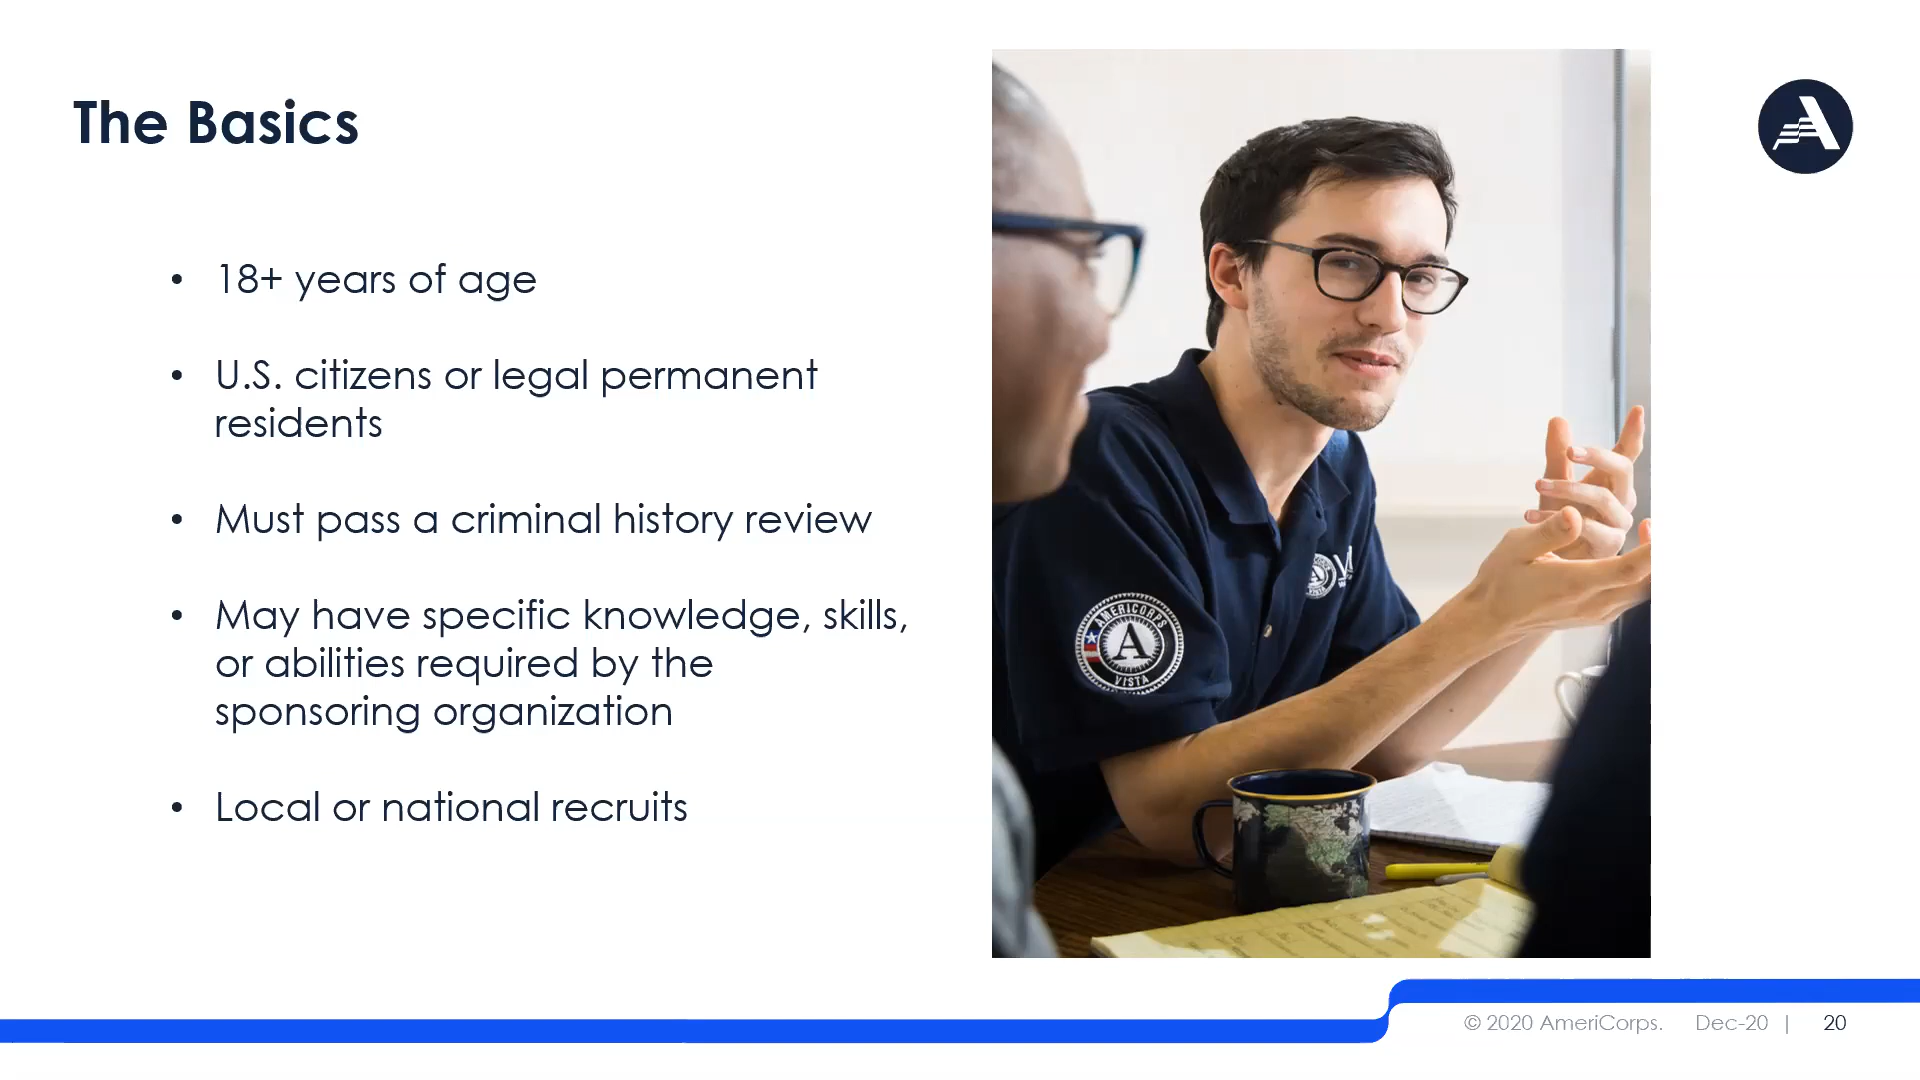 The Basics
• 18+ years of age
• U.S. citizens or legal permanent
residents
• Must pass a criminal history review
• May have specific knowledge, skills,
or abilities required by the
sponsoring organization
• Local or national recruits
AMERICORPS
A
VISTA
© 2020 AmeriCorps. Dec-20 | 20